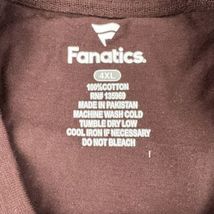 Fanatics.
4XL
100% COTTON
RN# 135969
MADE IN PAKISTAN
MACHINE WASH COLD
TUMBLE DRY LOW
COOL IRON IF NECESSARY
DO NOT BLEACH